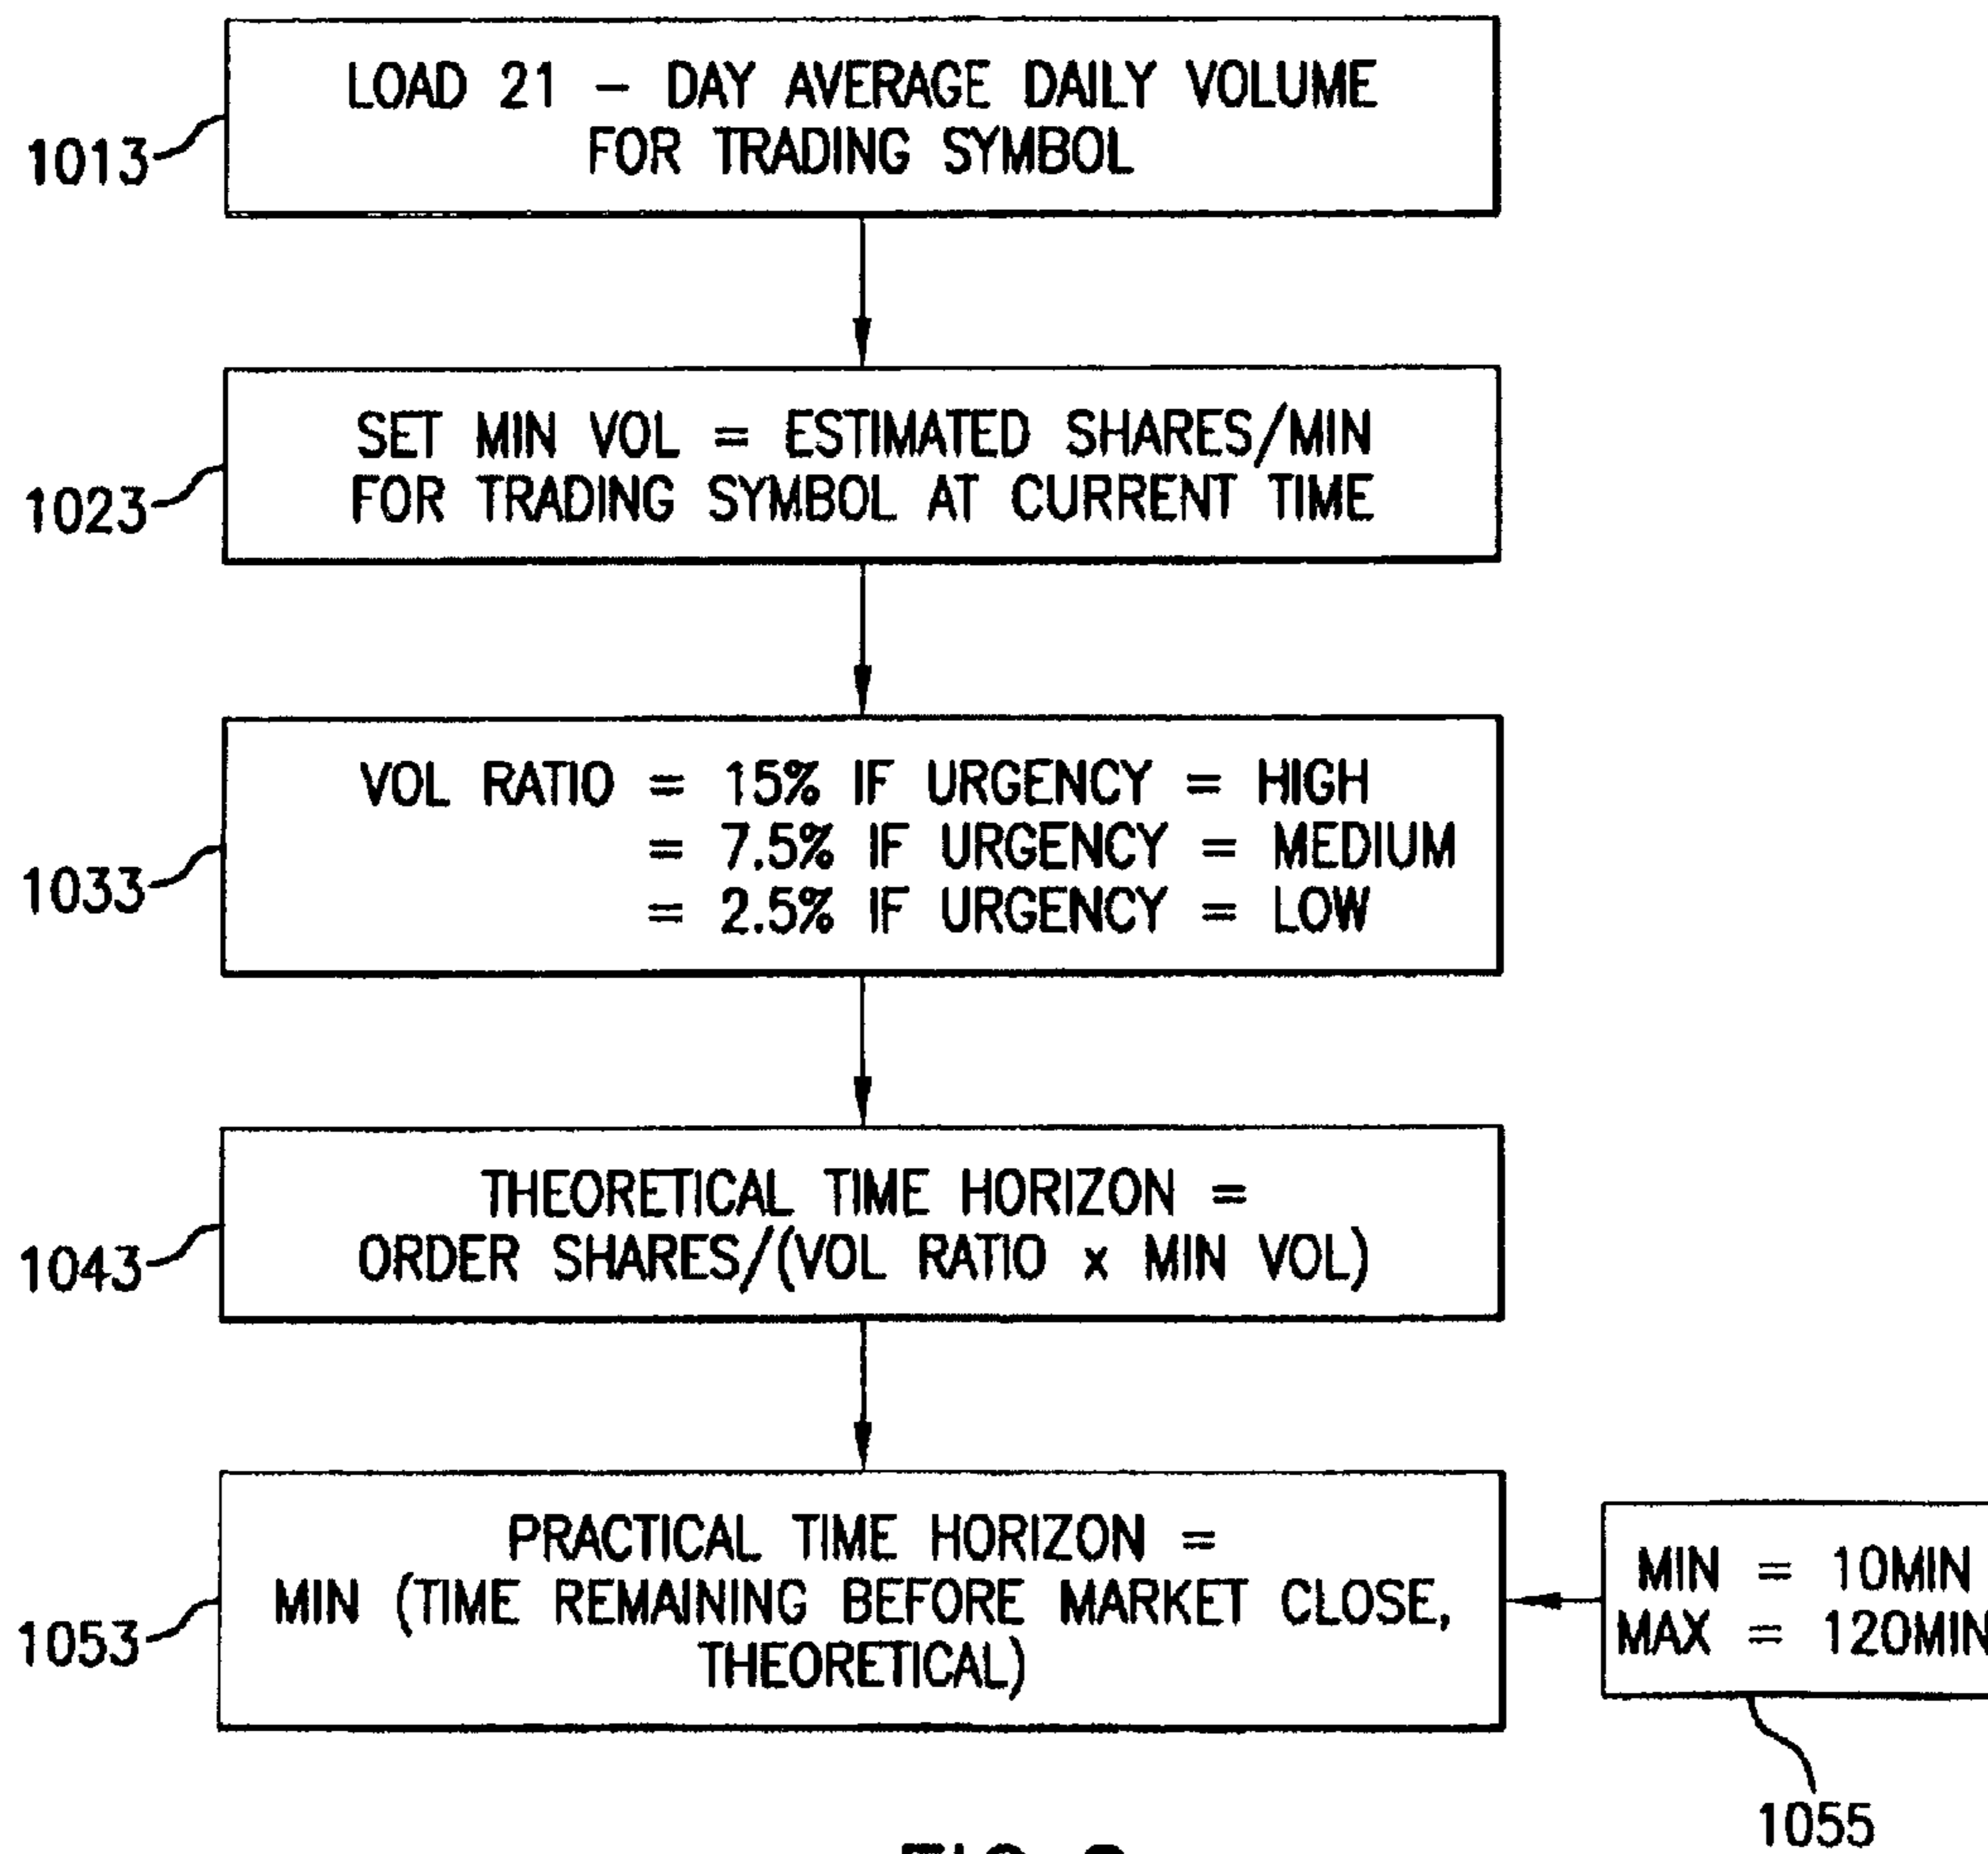 LOAD 21 - DAY AVERAGE DAILY VOLUME
FOR TRADING SYMBOL
1013
SET MIN VOL = ESTIMATED SHARES/MIN
FOR TRADING SYMBOL AT CURRENT TIME
1023
VOL RATIO = 15% IF URGENCY = HIGH
= 7.5% IF URGENCY = MEDIUM
= 2.5% IF URGENCY = LOW
1033
THEORETICAL TIME HORIZON =
ORDER SHARES/(VOL RATIO x MIN VOL)
1043
PRACTICAL TIME HORIZON =
MIN (TIME REMAINING BEFORE MARKET CLOSE,
THEORETICAL)
1053
MIN = 10MIN
MAX = 120MIN
1055